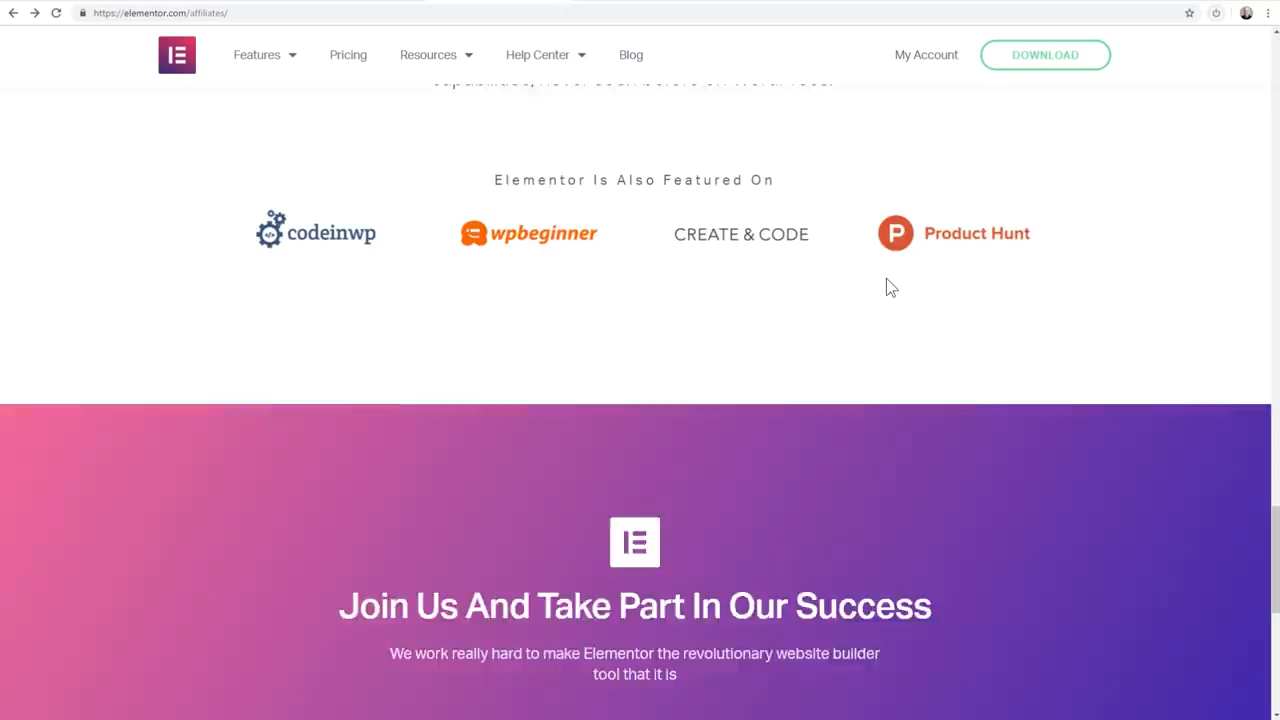 https://elementor.com/affiliates/
Features Pricing Resources Help Center Blog My Account DOWNLOAD
Elementor Is Also Featured On
codeinwp wpbeginner CREATE & CODE Product Hunt
Join Us And Take Part In Our Success
We work really hard to make Elementor the revolutionary website builder
tool that it is